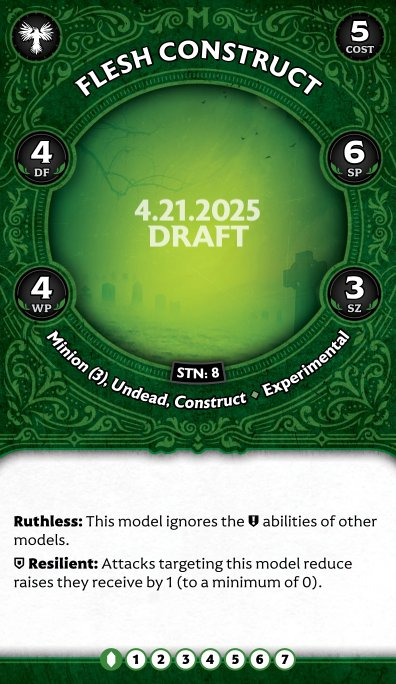 M
5
COST
FLESH CONSTRUCT
4
DF
6
SP
4.21.2025
DRAFT
4
WP
3
SZ
STN: 8
Minion (3), Undead, Construct ⬥ Experimental
Ruthless: This model ignores the abilities of other
models.
Resilient: Attacks targeting this model reduce
raises they receive by 1 (to a minimum of 0).
1 2 3 4 5 6 7